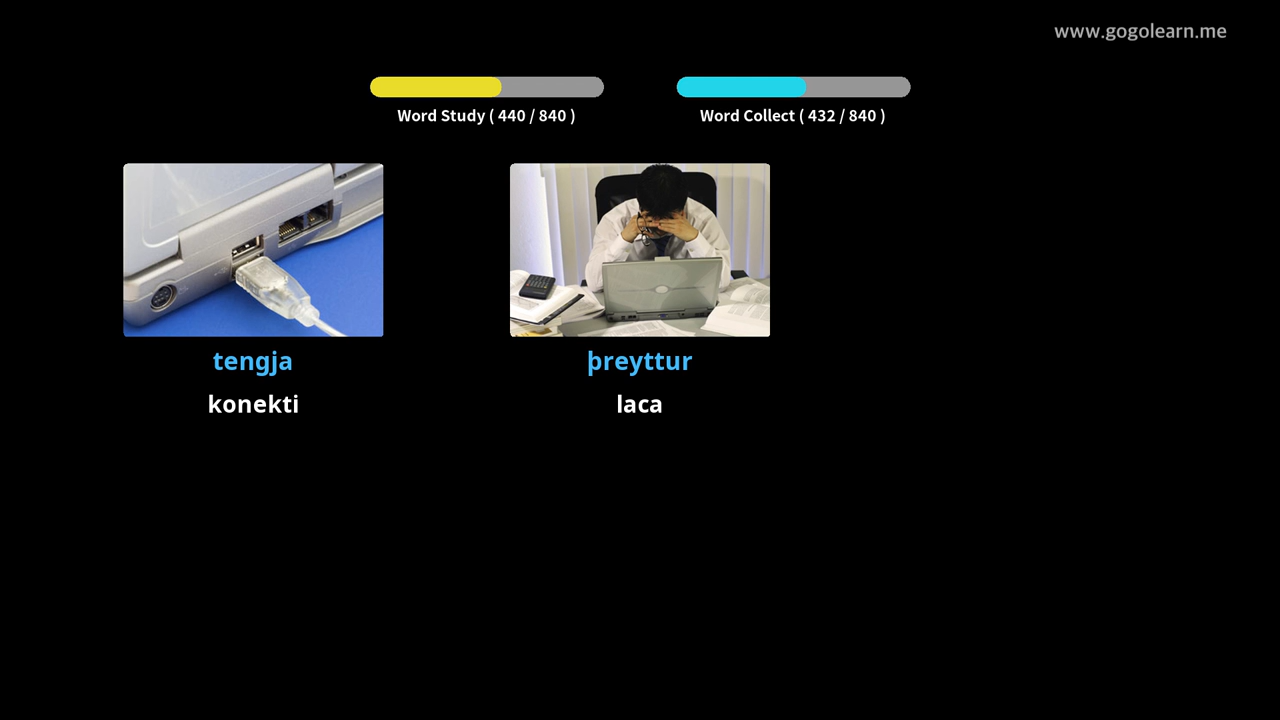 www.gogolearn.me
Word Study ( 440 / 840 )
Word Collect ( 432 / 840 )
tengja
konekti
þreyttur
laca